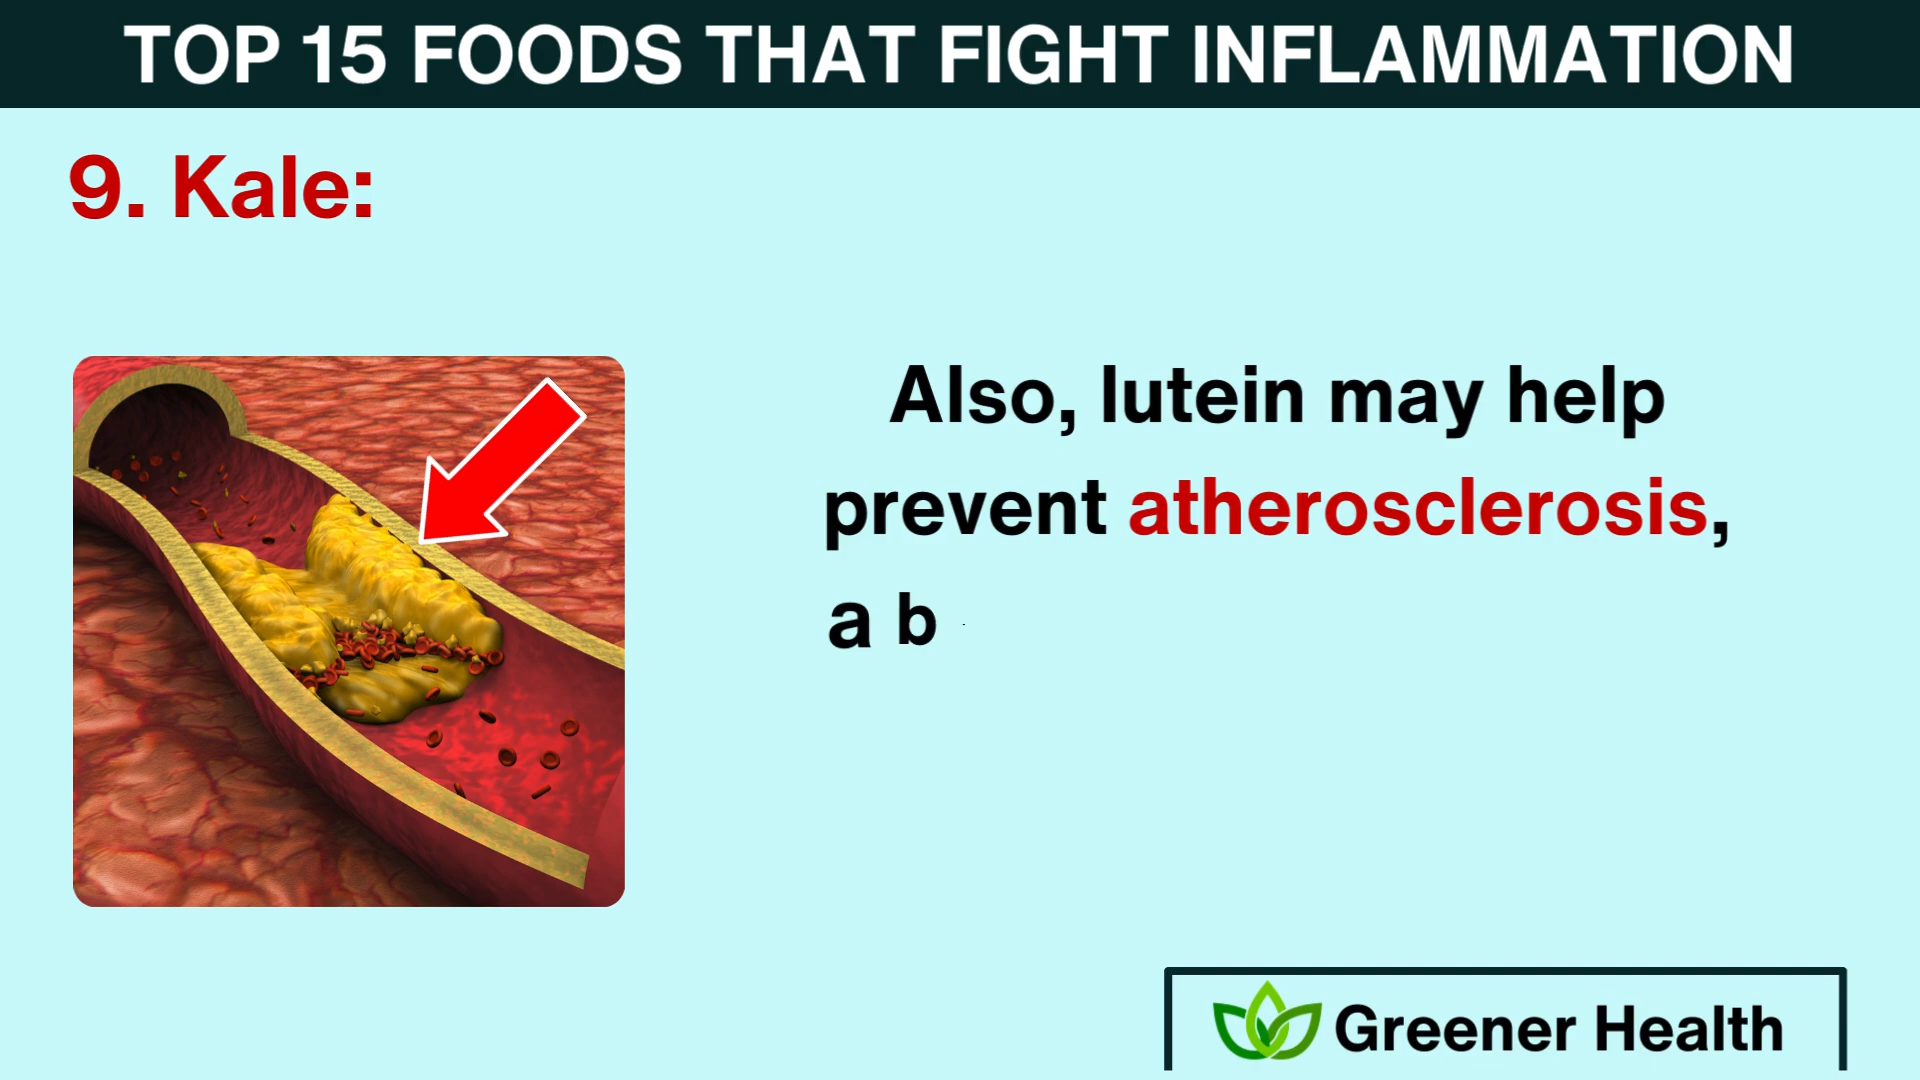 TOP 15 FOODS THAT FIGHT INFLAMMATION
9. Kale:
Also, lutein may help
prevent atherosclerosis,
a b
Greener Health